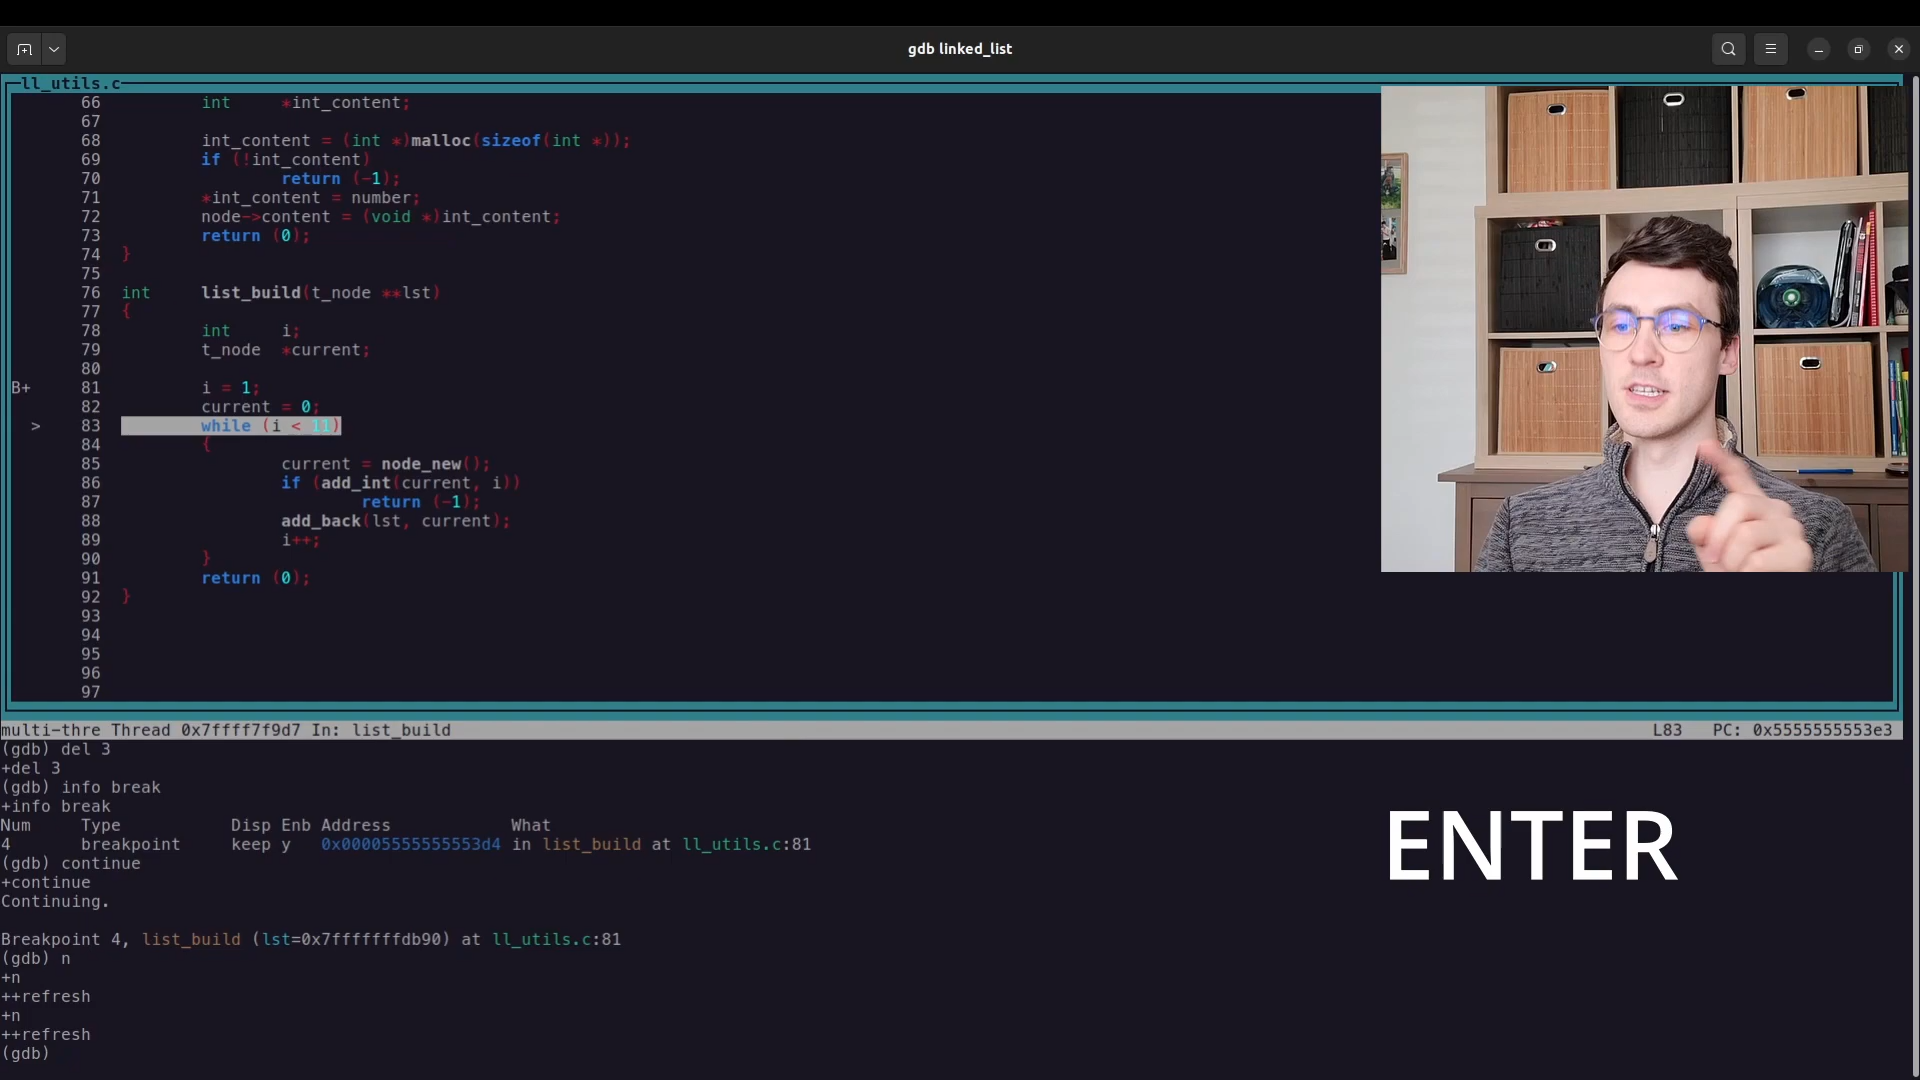 gdb linked_list
ll_utils.c
66 int *int_content;
67
68 int_content = (int *)malloc(sizeof(int *));
69 if (!int_content)
70 return (-1);
71 *int_content = number;
72 node->content = (void *)int_content;
73 return (0);
74 }
75
76 int list_build(t_node **lst)
77 {
78 int i;
79 t_node *current;
80
B+ 81 i = 1;
82 current = 0;
> 83 while (i < 11)
84 {
85 current = node_new();
86 if (add_int(current, i))
87 return (-1);
88 add_back(lst, current);
89 i++;
90 }
91 return (0);
92 }
93
94
95
96
97
multi-thre Thread 0x7ffff7f9d7 In: list_build L83 PC: 0x5555555553e3
(gdb) del 3
+del 3
(gdb) info break
+info break
Num Type Disp Enb Address What
4 breakpoint keep y 0x00005555555553d4 in list_build at ll_utils.c:81
(gdb) continue
+continue
Continuing.
Breakpoint 4, list_build (lst=0x7fffffffdb90) at ll_utils.c:81
(gdb) n
+n
++refresh
+n
++refresh
(gdb)
ENTER